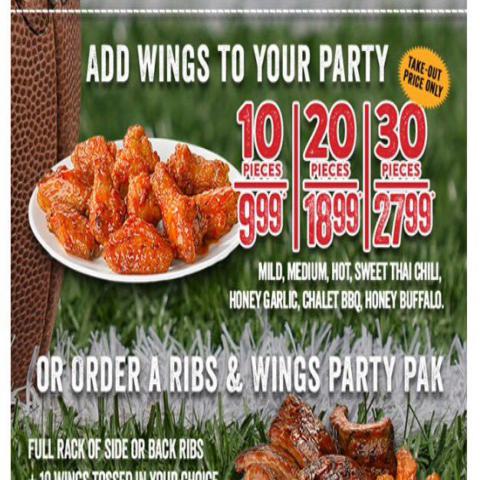 ADD WINGS TO YOUR PARTY
TAKE-OUT
PRICE ONLY
10 20 30
PIECES PIECES PIECES
9.99* 18.99* 27.99*
MILD, MEDIUM, HOT, SWEET THAI CHILI,
HONEY GARLIC, CHALET BBQ, HONEY BUFFALO.
OR ORDER A RIBS & WINGS PARTY PAK
FULL RACK OF SIDE OR BACK RIBS
+ 10 WINGS TOSSED IN YOUR CHOICE